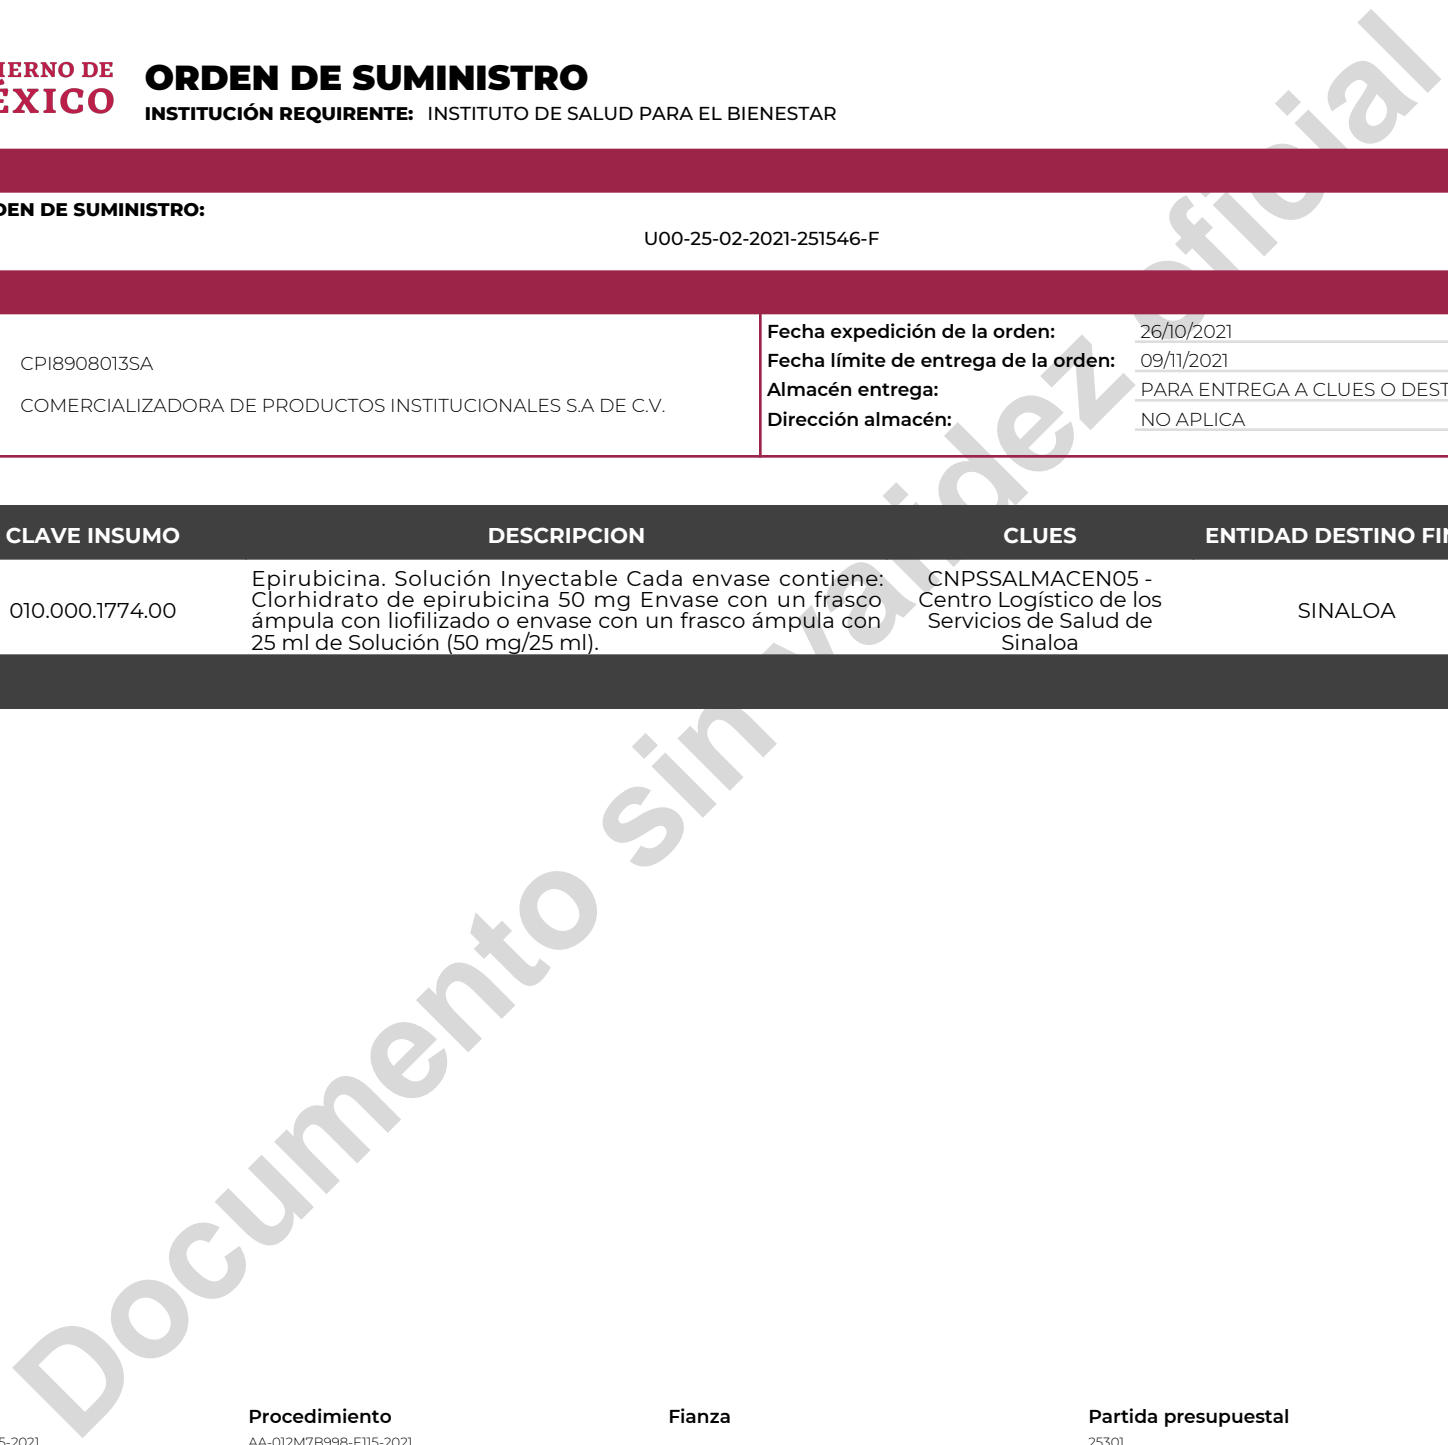 ORDEN DE SUMINISTRO
INSTITUCIÓN REQUIRENTE: INSTITUTO DE SALUD PARA EL BIENESTAR
DE SUMINISTRO:
U00-25-02-2021-251546-F
CPI8908013SA
COMERCIALIZADORA DE PRODUCTOS INSTITUCIONALES S.A DE C.V.
Fecha expedición de la orden: 26/10/2021
Fecha límite de entrega de la orden: 09/11/2021
Almacén entrega: PARA ENTREGA A CLUES O DEST
Dirección almacén: NO APLICA
CLAVE INSUMO DESCRIPCION CLUES ENTIDAD DESTINO
010.000.1774.00
Epirubicina. Solución Inyectable Cada envase contiene:
Clorhidrato de epirubicina 50 mg Envase con un frasco
ámpula con liofilizado o envase con un frasco ámpula con
25 ml de Solución (50 mg/25 ml).
CNPSSALMACEN05 -
Centro Logístico de los
Servicios de Salud de
Sinaloa
SINALOA
Documento sin validez oficial
Procedimiento Fianza Partida presupuestal
AA-012M7B998-E115-2021 25301